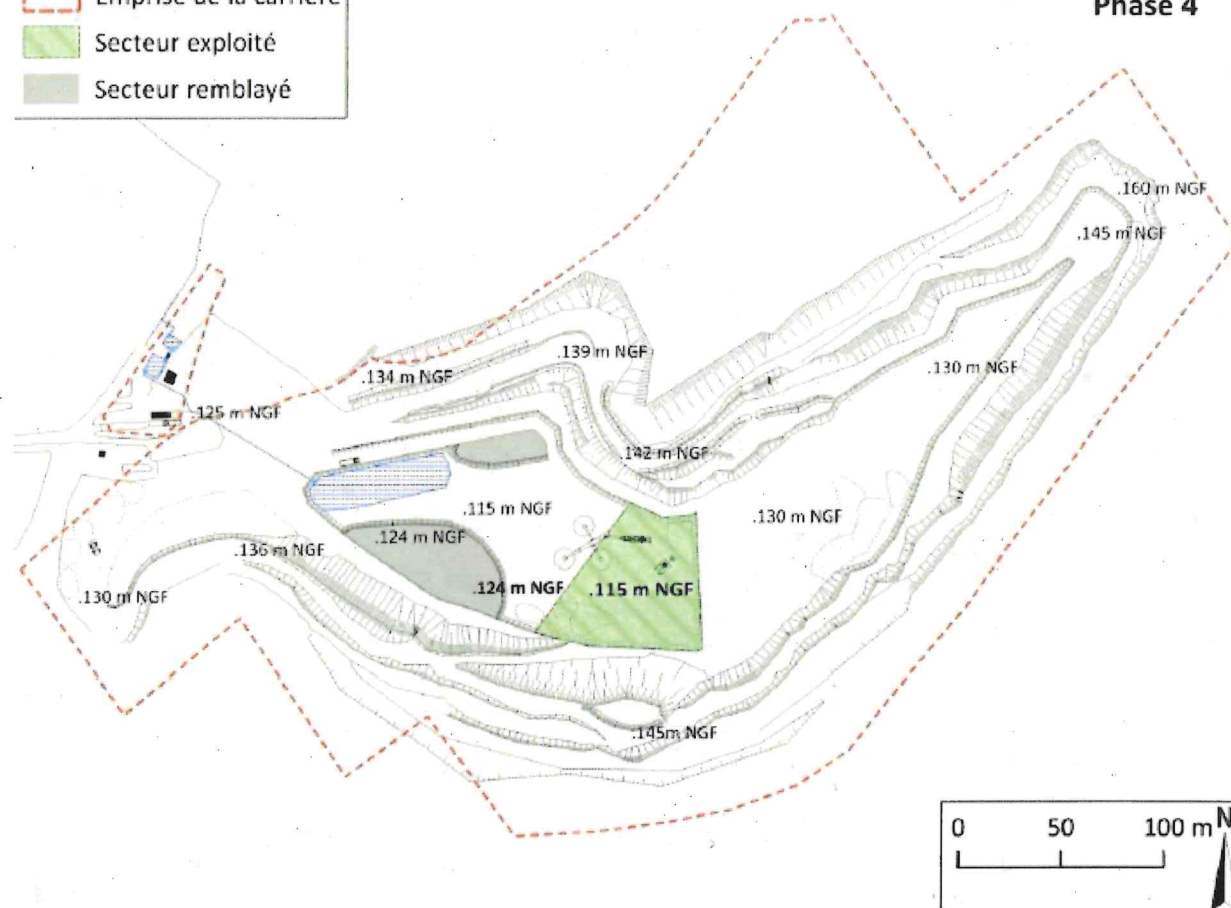 Emprise de la carrière
Phase 4
Secteur exploité
Secteur remblayé
.160 m NGF
.145 m NGF
.139 m NGF
.134 m NGF
.130 m NGF
.125 m NGF
.142 m NGF
.115 m NGF
.130 m NGF
.124 m NGF
.136 m NGF
.124 m NGF
.115 m NGF
.130 m NGF
.145m NGF
0 50 100 m
N